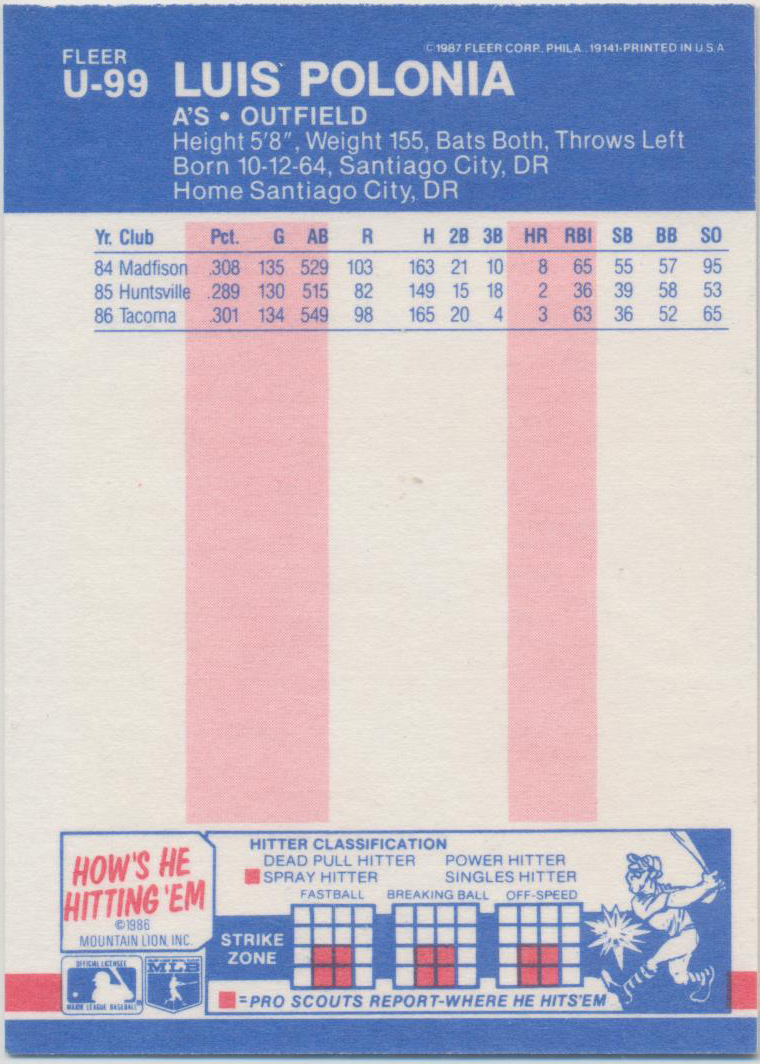 FLEER
©1987 FLEER CORP. PHILA. 19141-PRINTED IN U.S.A
U-99 LUIS POLONIA
A'S • OUTFIELD
Height 5'8", Weight 155, Bats Both, Throws Left
Born 10-12-64, Santiago City, DR
Home Santiago City, DR
Yr. Club Pct. G AB R H 2B 3B HR RBI SB BB SO
84 Madfison .308 135 529 103 163 21 10 8 65 55 57 95
85 Huntsville .289 130 515 82 149 15 18 2 36 39 58 53
86 Tacoma .301 134 549 98 165 20 4 3 63 36 52 65
HOW'S HE
HITTING 'EM
©1986
MOUNTAIN LION, INC.
HITTER CLASSIFICATION
DEAD PULL HITTER POWER HITTER
SPRAY HITTER SINGLES HITTER
FASTBALL BREAKING BALL OFF-SPEED
STRIKE
ZONE
=PRO SCOUTS REPORT-WHERE HE HITS'EM
OFFICIAL LICENSEE
MAJOR LEAGUE BASEBALL
MLB